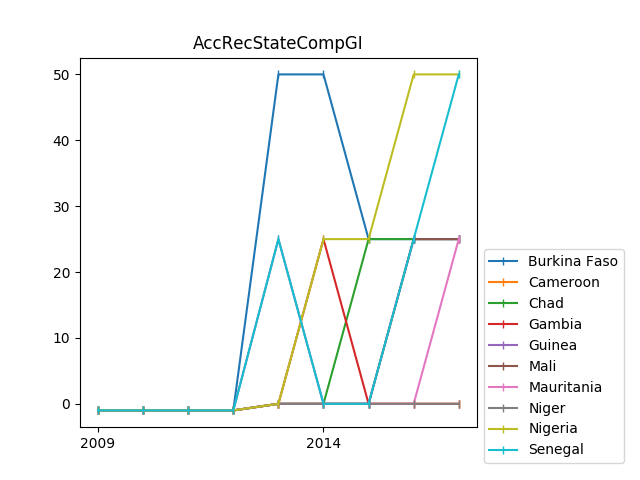 AccRecStateCompGI
50
40
30
20
10
0
2009 2014
Burkina Faso
Cameroon
Chad
Gambia
Guinea
Mali
Mauritania
Niger
Nigeria
Senegal